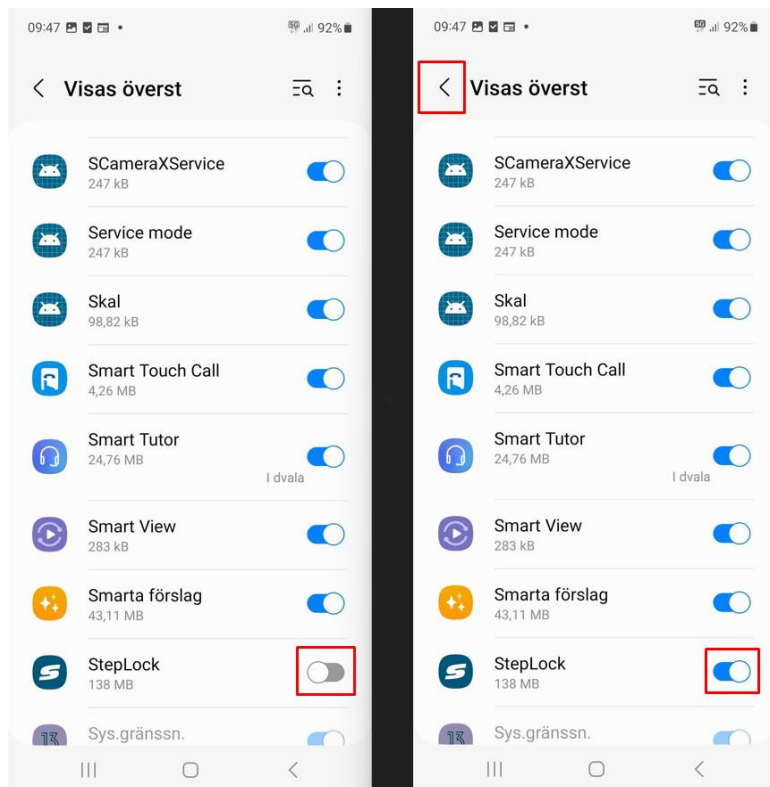 09:47
5G
92%
Visas överst
SCameraXService
247 kB
Service mode
247 kB
Skal
98,82 kB
Smart Touch Call
4,26 MB
Smart Tutor
24,76 MB
I dvala
Smart View
283 kB
Smarta förslag
43,11 MB
StepLock
138 MB
Sys.gränssn.
09:47
5G
92%
Visas överst
SCameraXService
247 kB
Service mode
247 kB
Skal
98,82 kB
Smart Touch Call
4,26 MB
Smart Tutor
24,76 MB
I dvala
Smart View
283 kB
Smarta förslag
43,11 MB
StepLock
138 MB
Sys.gränssn.